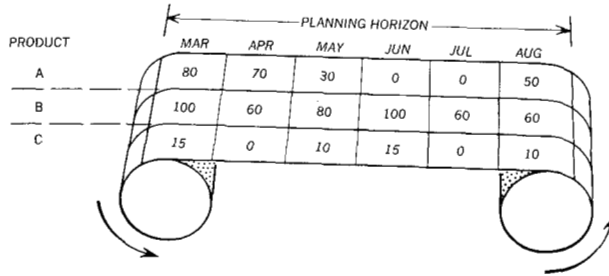 PLANNING HORIZON
PRODUCT MAR APR MAY JUN JUL AUG
A 80 70 30 0 0 50
B 100 60 80 100 60 60
C 15 0 10 15 0 10